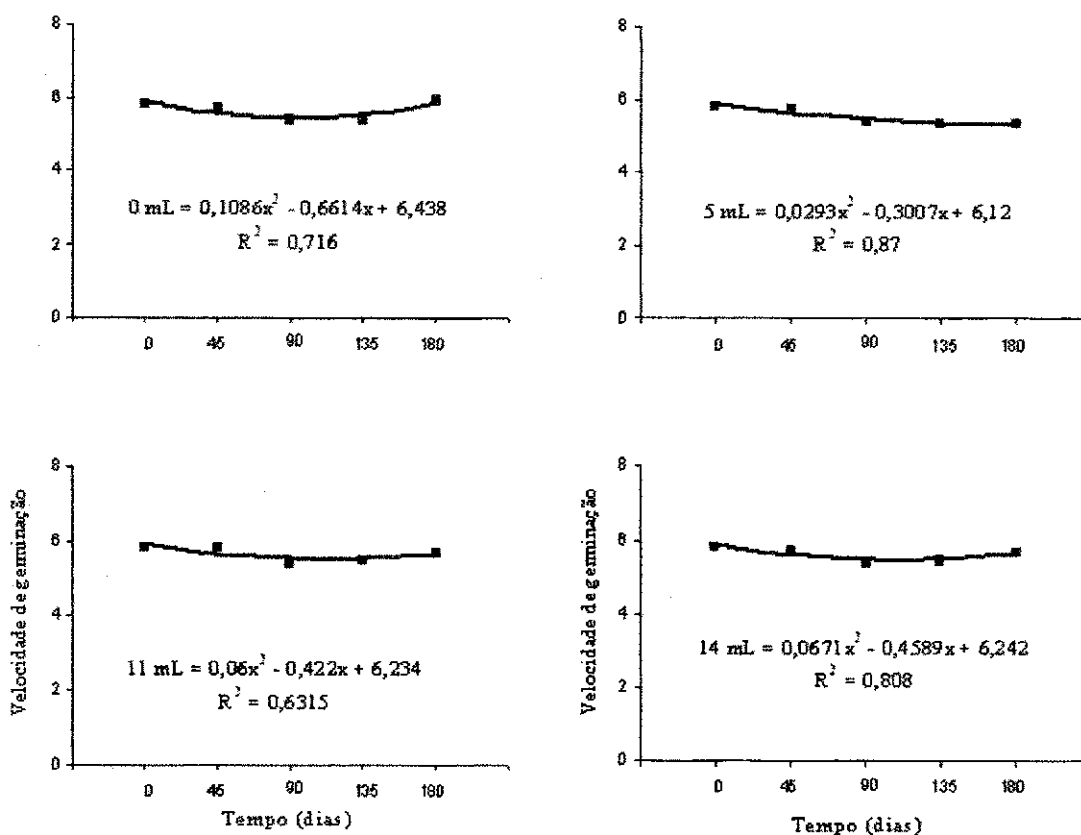 8
6
4
2
0
0 mL = 0,1086x² - 0,6614x + 6,438
R² = 0,716
0 45 90 135 180
8
6
4
2
0
5 mL = 0,0293x² - 0,3007x + 6,12
R² = 0,87
0 45 90 135 180
Velocidade de germinação
8
6
4
2
0
11 mL = 0,06x² - 0,422x + 6,234
R² = 0,6315
0 45 90 135 180
Tempo (dias)
Velocidade de germinação
8
6
4
2
0
14 mL = 0,0671x² - 0,4589x + 6,242
R² = 0,808
0 45 90 135 180
Tempo (dias)